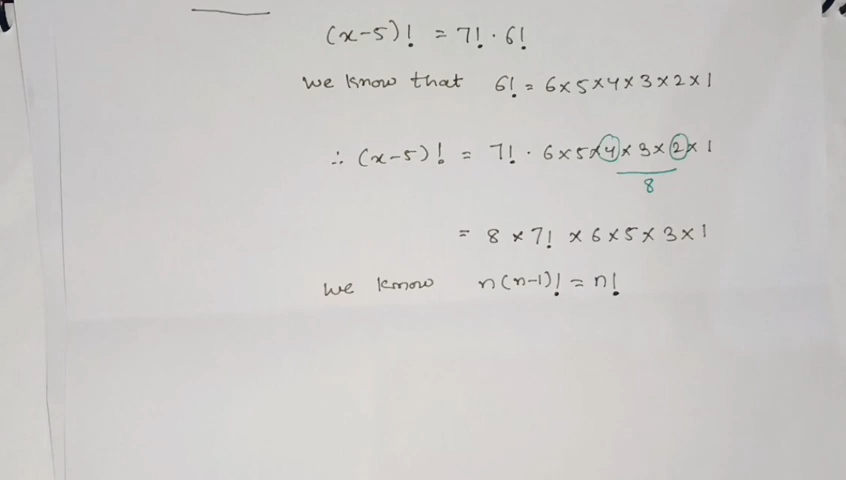 (x-5)! = 7! · 6!
We know that 6! = 6×5×4×3×2×1
∴ (x-5)! = 7! · 6×5×4×3×2×1
8
= 8 × 7! × 6×5×3×1
We know n(n-1)! = n!